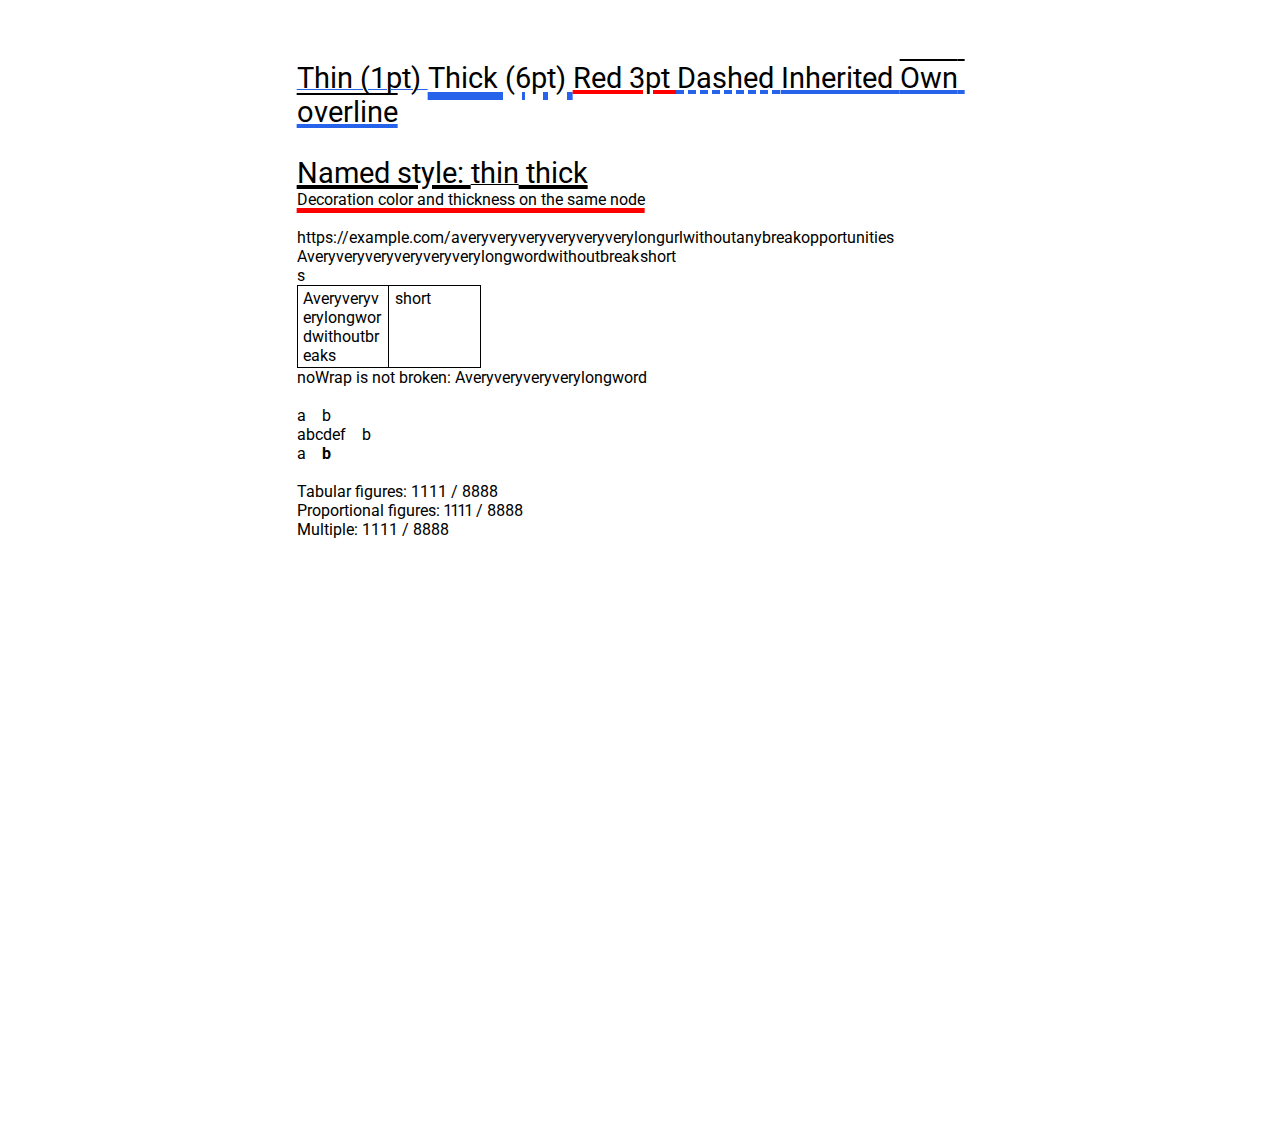 Thin (1pt) Thick (6pt) Red 3pt Dashed Inherited Own
overline
Named style: thin thick
Decoration color and thickness on the same node
https://example.com/averyveryveryveryveryverylongurlwithoutanybreakopportunities
Averyveryveryveryveryverylongwordwithoutbreakshort
s
Averyveryv short
erylongwor
dwithoutbr
eaks
noWrap is not broken: Averyveryveryverylongword
a b
abcdef b
a b
Tabular figures: 1111 / 8888
Proportional figures: 1111 / 8888
Multiple: 1111 / 8888